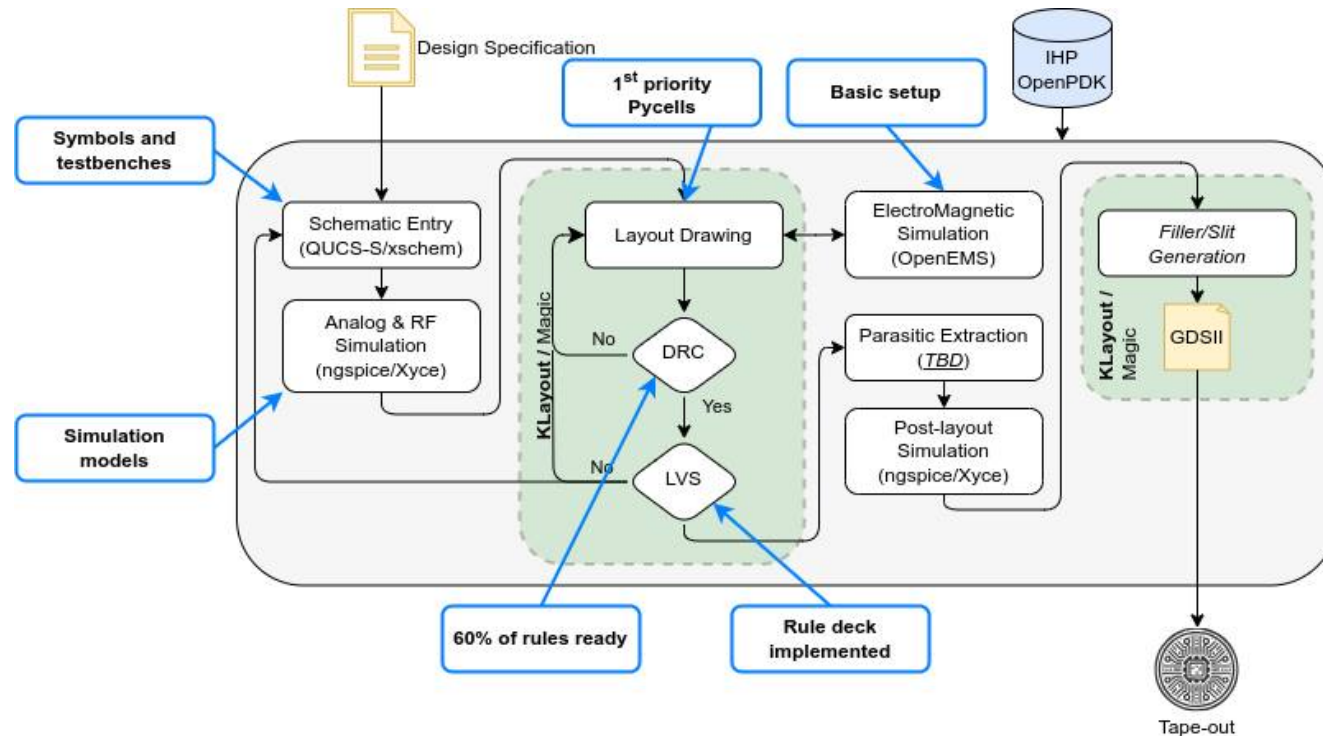 Design Specification
IHP
OpenPDK
1st priority
Pycells
Basic setup
Symbols and
testbenches
Schematic Entry
(QUCS-S/xschem)
Layout Drawing
ElectroMagnetic
Simulation
(OpenEMS)
Filler/Slit
Generation
Analog & RF
Simulation
(ngspice/Xyce)
KLayout / Magic
No
DRC
Yes
Parasitic Extraction
(TBD)
KLayout /
Magic
GDSII
Simulation
models
No
LVS
Post-layout
Simulation
(ngspice/Xyce)
60% of rules ready
Rule deck
implemented
Tape-out